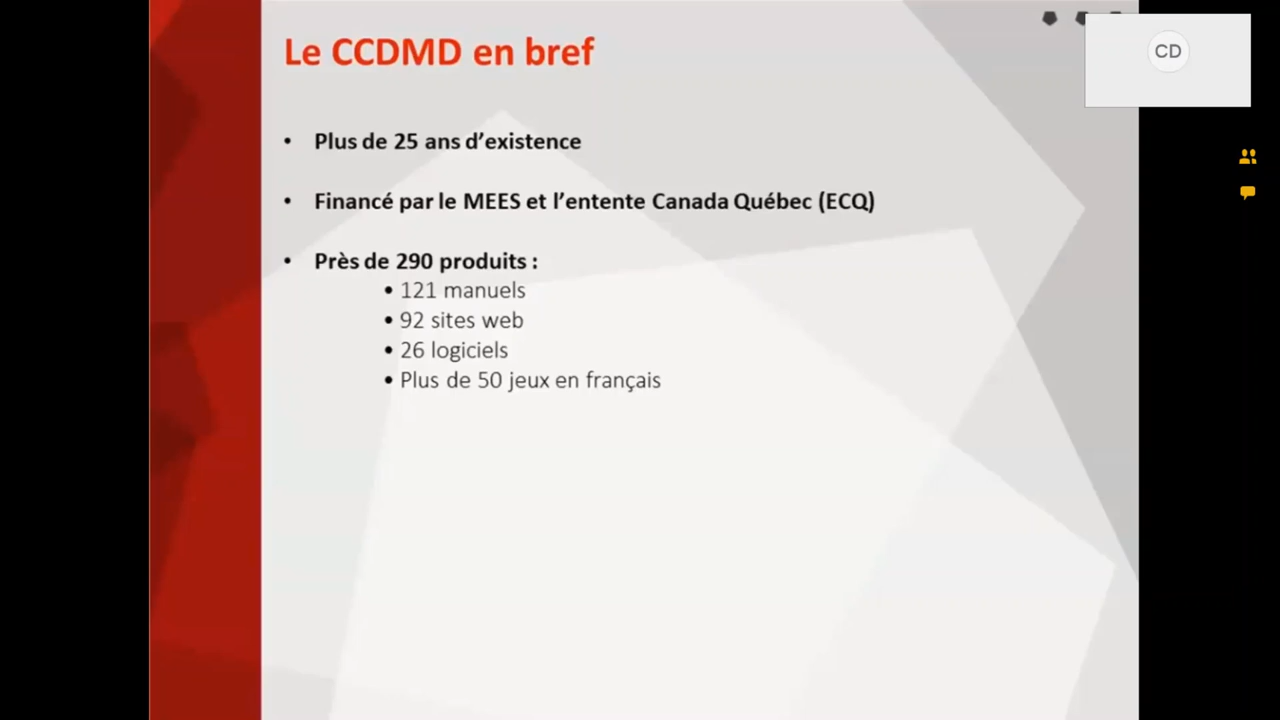 Le CCDMD en bref
CD
• Plus de 25 ans d’existence
• Financé par le MEES et l’entente Canada Québec (ECQ)
• Près de 290 produits :
• 121 manuels
• 92 sites web
• 26 logiciels
• Plus de 50 jeux en français